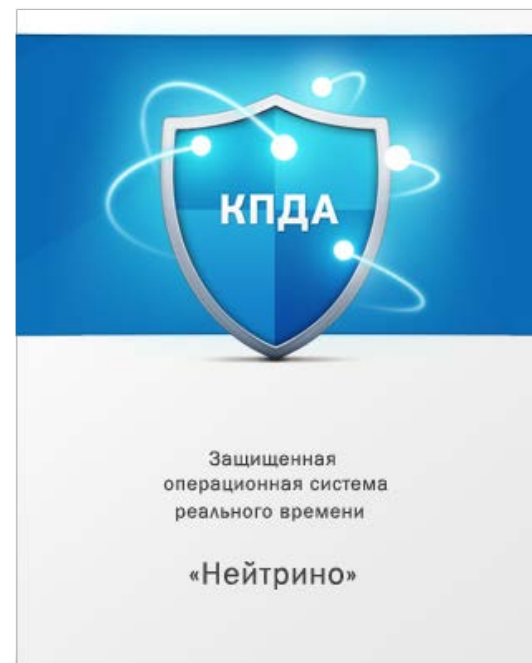 КПДА
Защищенная
операционная система
реального времени
«Нейтрино»